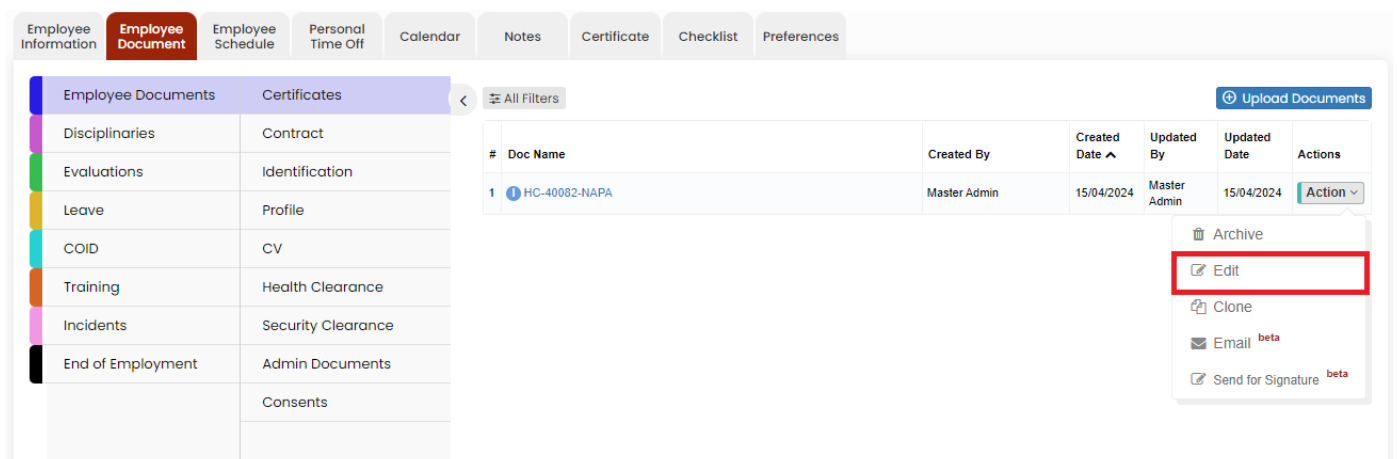 Employee Information
Employee Document
Employee Schedule
Personal Time Off
Calendar
Notes
Certificate
Checklist
Preferences
Employee Documents
Disciplinaries
Evaluations
Leave
COID
Training
Incidents
End of Employment
Certificates
Contract
Identification
Profile
CV
Health Clearance
Security Clearance
Admin Documents
Consents
All Filters
Upload Documents
# Doc Name Created By Created Date Updated By Updated Date Actions
1 HC-40082-NAPA Master Admin 15/04/2024 Master Admin 15/04/2024 Action
Archive
Edit
Clone
Email beta
Send for Signature beta